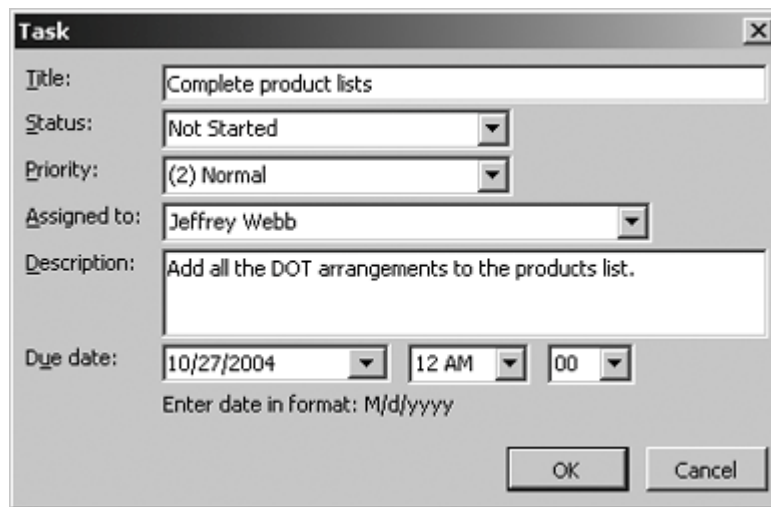 Task
Title: Complete product lists
Status: Not Started
Priority: (2) Normal
Assigned to: Jeffrey Webb
Description: Add all the DOT arrangements to the products list.
Due date: 10/27/2004 12 AM 00
Enter date in format: M/d/yyyy
OK Cancel